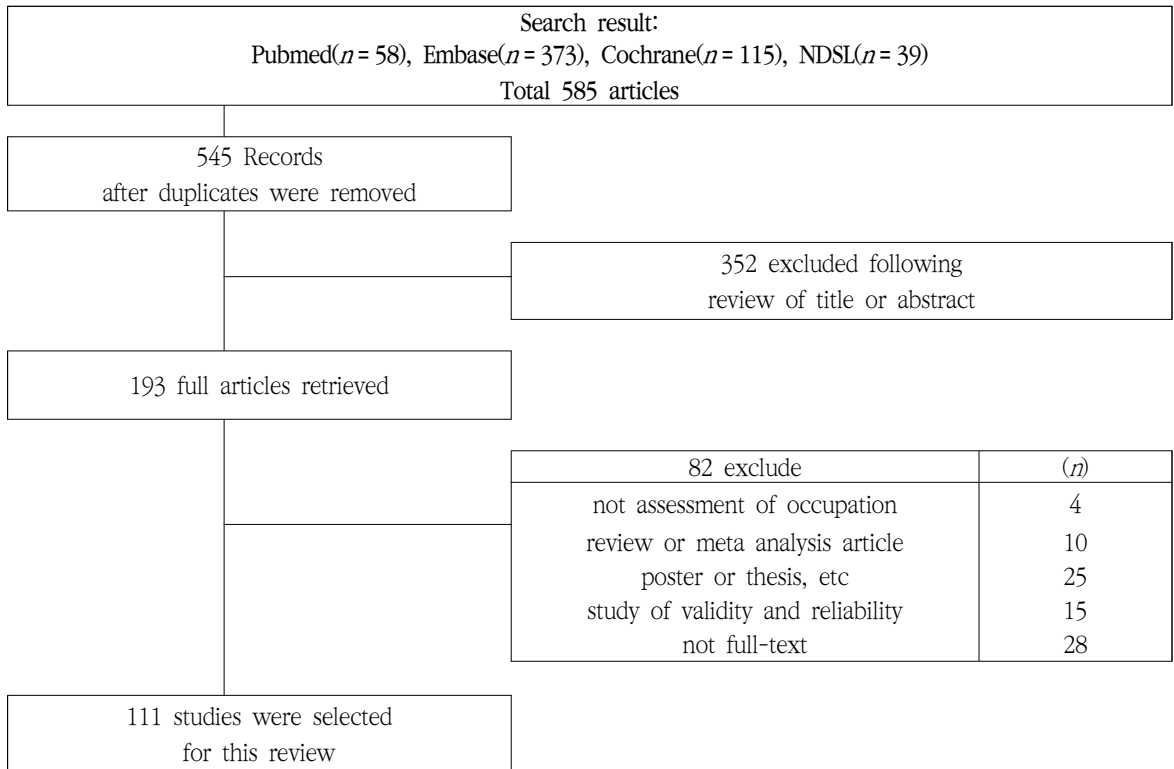 Search result:
Pubmed(n = 58), Embase(n = 373), Cochrane(n = 115), NDSL(n = 39)
Total 585 articles
545 Records
after duplicates were removed
352 excluded following
review of title or abstract
193 full articles retrieved
82 exclude (n)
not assessment of occupation 4
review or meta analysis article 10
poster or thesis, etc 25
study of validity and reliability 15
not full-text 28
111 studies were selected
for this review